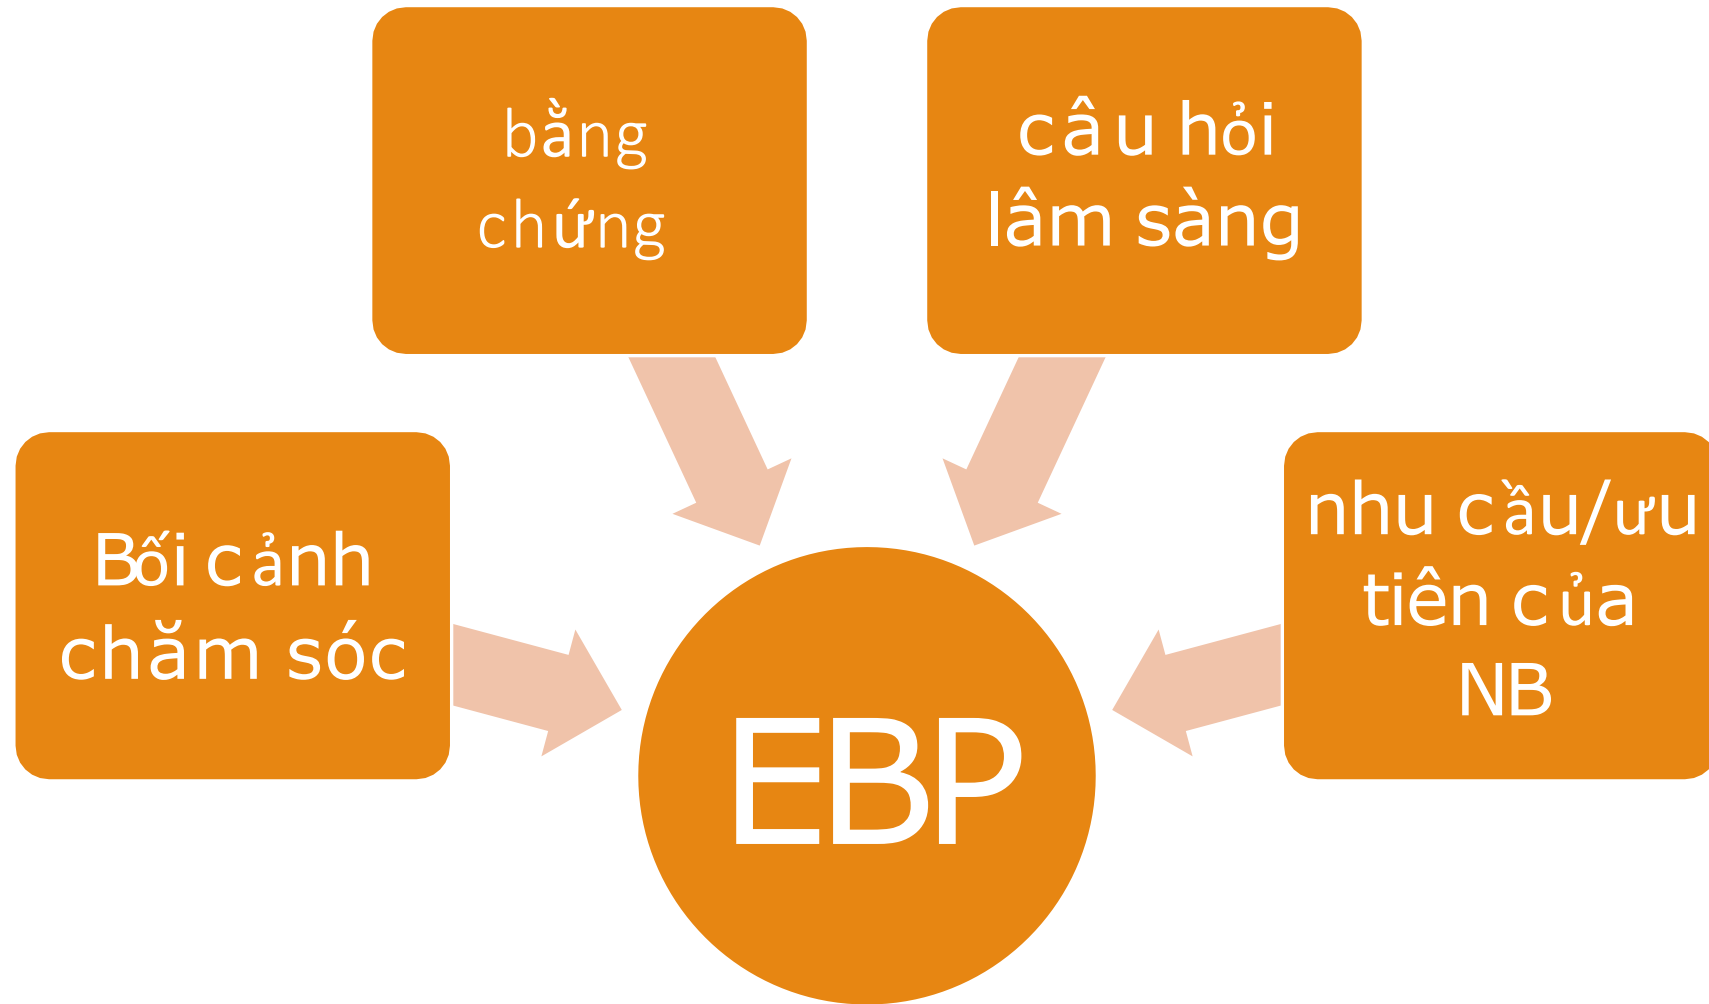 bằng
chứng
câu hỏi
lâm sàng
Bối cảnh
chăm sóc
nhu cầu/ưu
tiên của
NB
EBP